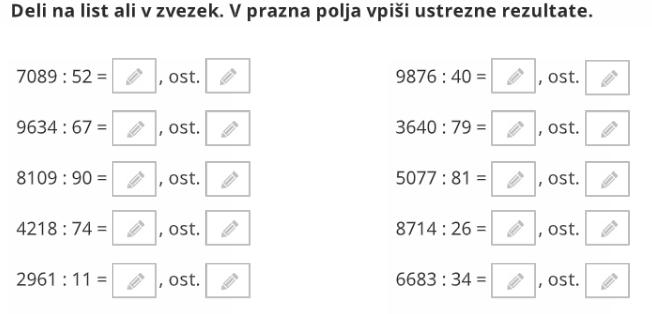 Deli na list ali v zvezek. V prazna polja vpiši ustrezne rezultate.
7089 : 52 = , ost.
9634 : 67 = , ost.
8109 : 90 = , ost.
4218 : 74 = , ost.
2961 : 11 = , ost.
9876 : 40 = , ost.
3640 : 79 = , ost.
5077 : 81 = , ost.
8714 : 26 = , ost.
6683 : 34 = , ost.